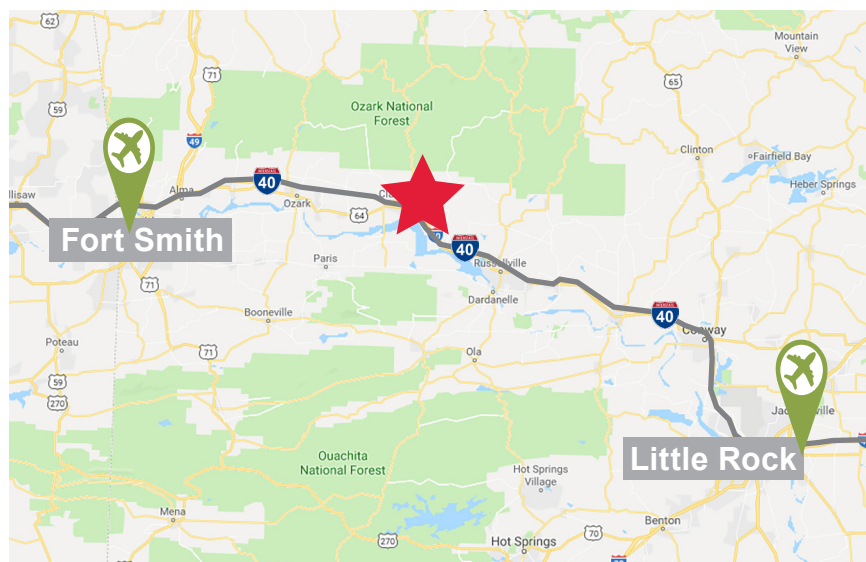 62
Mountain
View
71
65
59
Ozark National
Forest
49
Clinton
Fairfield Bay
40
Alma
Heber Springs
Ozark
64
Fort Smith
40
Paris
Russellville
71
Dardanelle
Booneville
40
Conway
Poteau
71
Ola
59
270
Little Rock
Ouachita
National Forest
Hot Springs
Village
Mena
Benton
70
270
Hot Springs